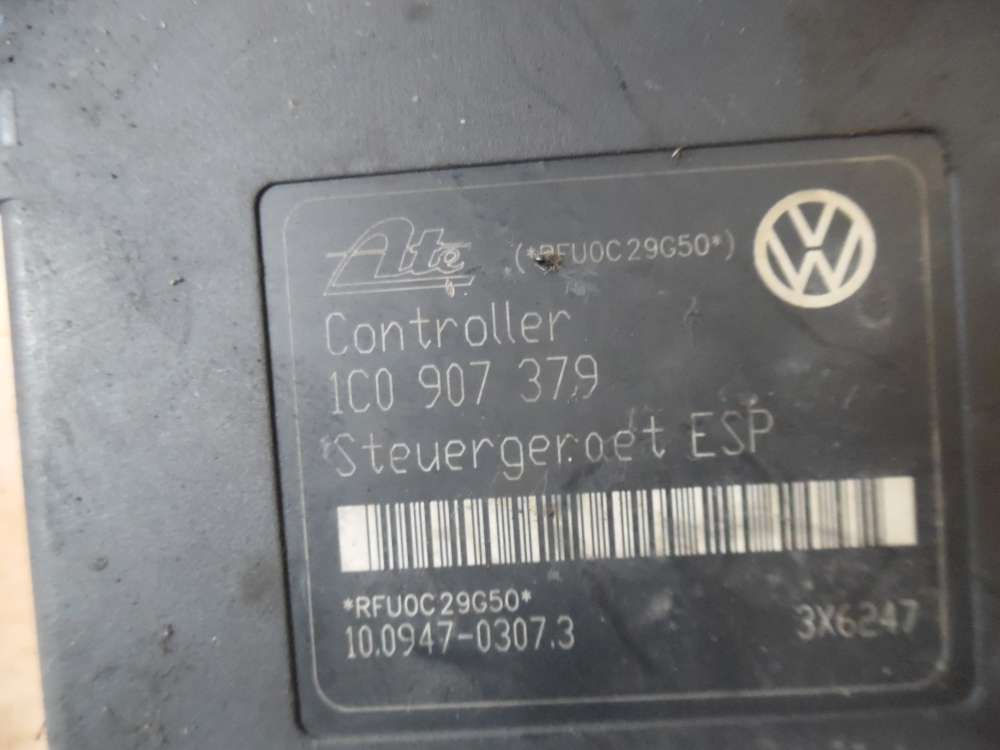 Ate (*RFU0C29G50*)
Controller
1C0 907 379
Steuergeraet ESP
*RFU0C29G50*
10.0947-0307.3 3X6247